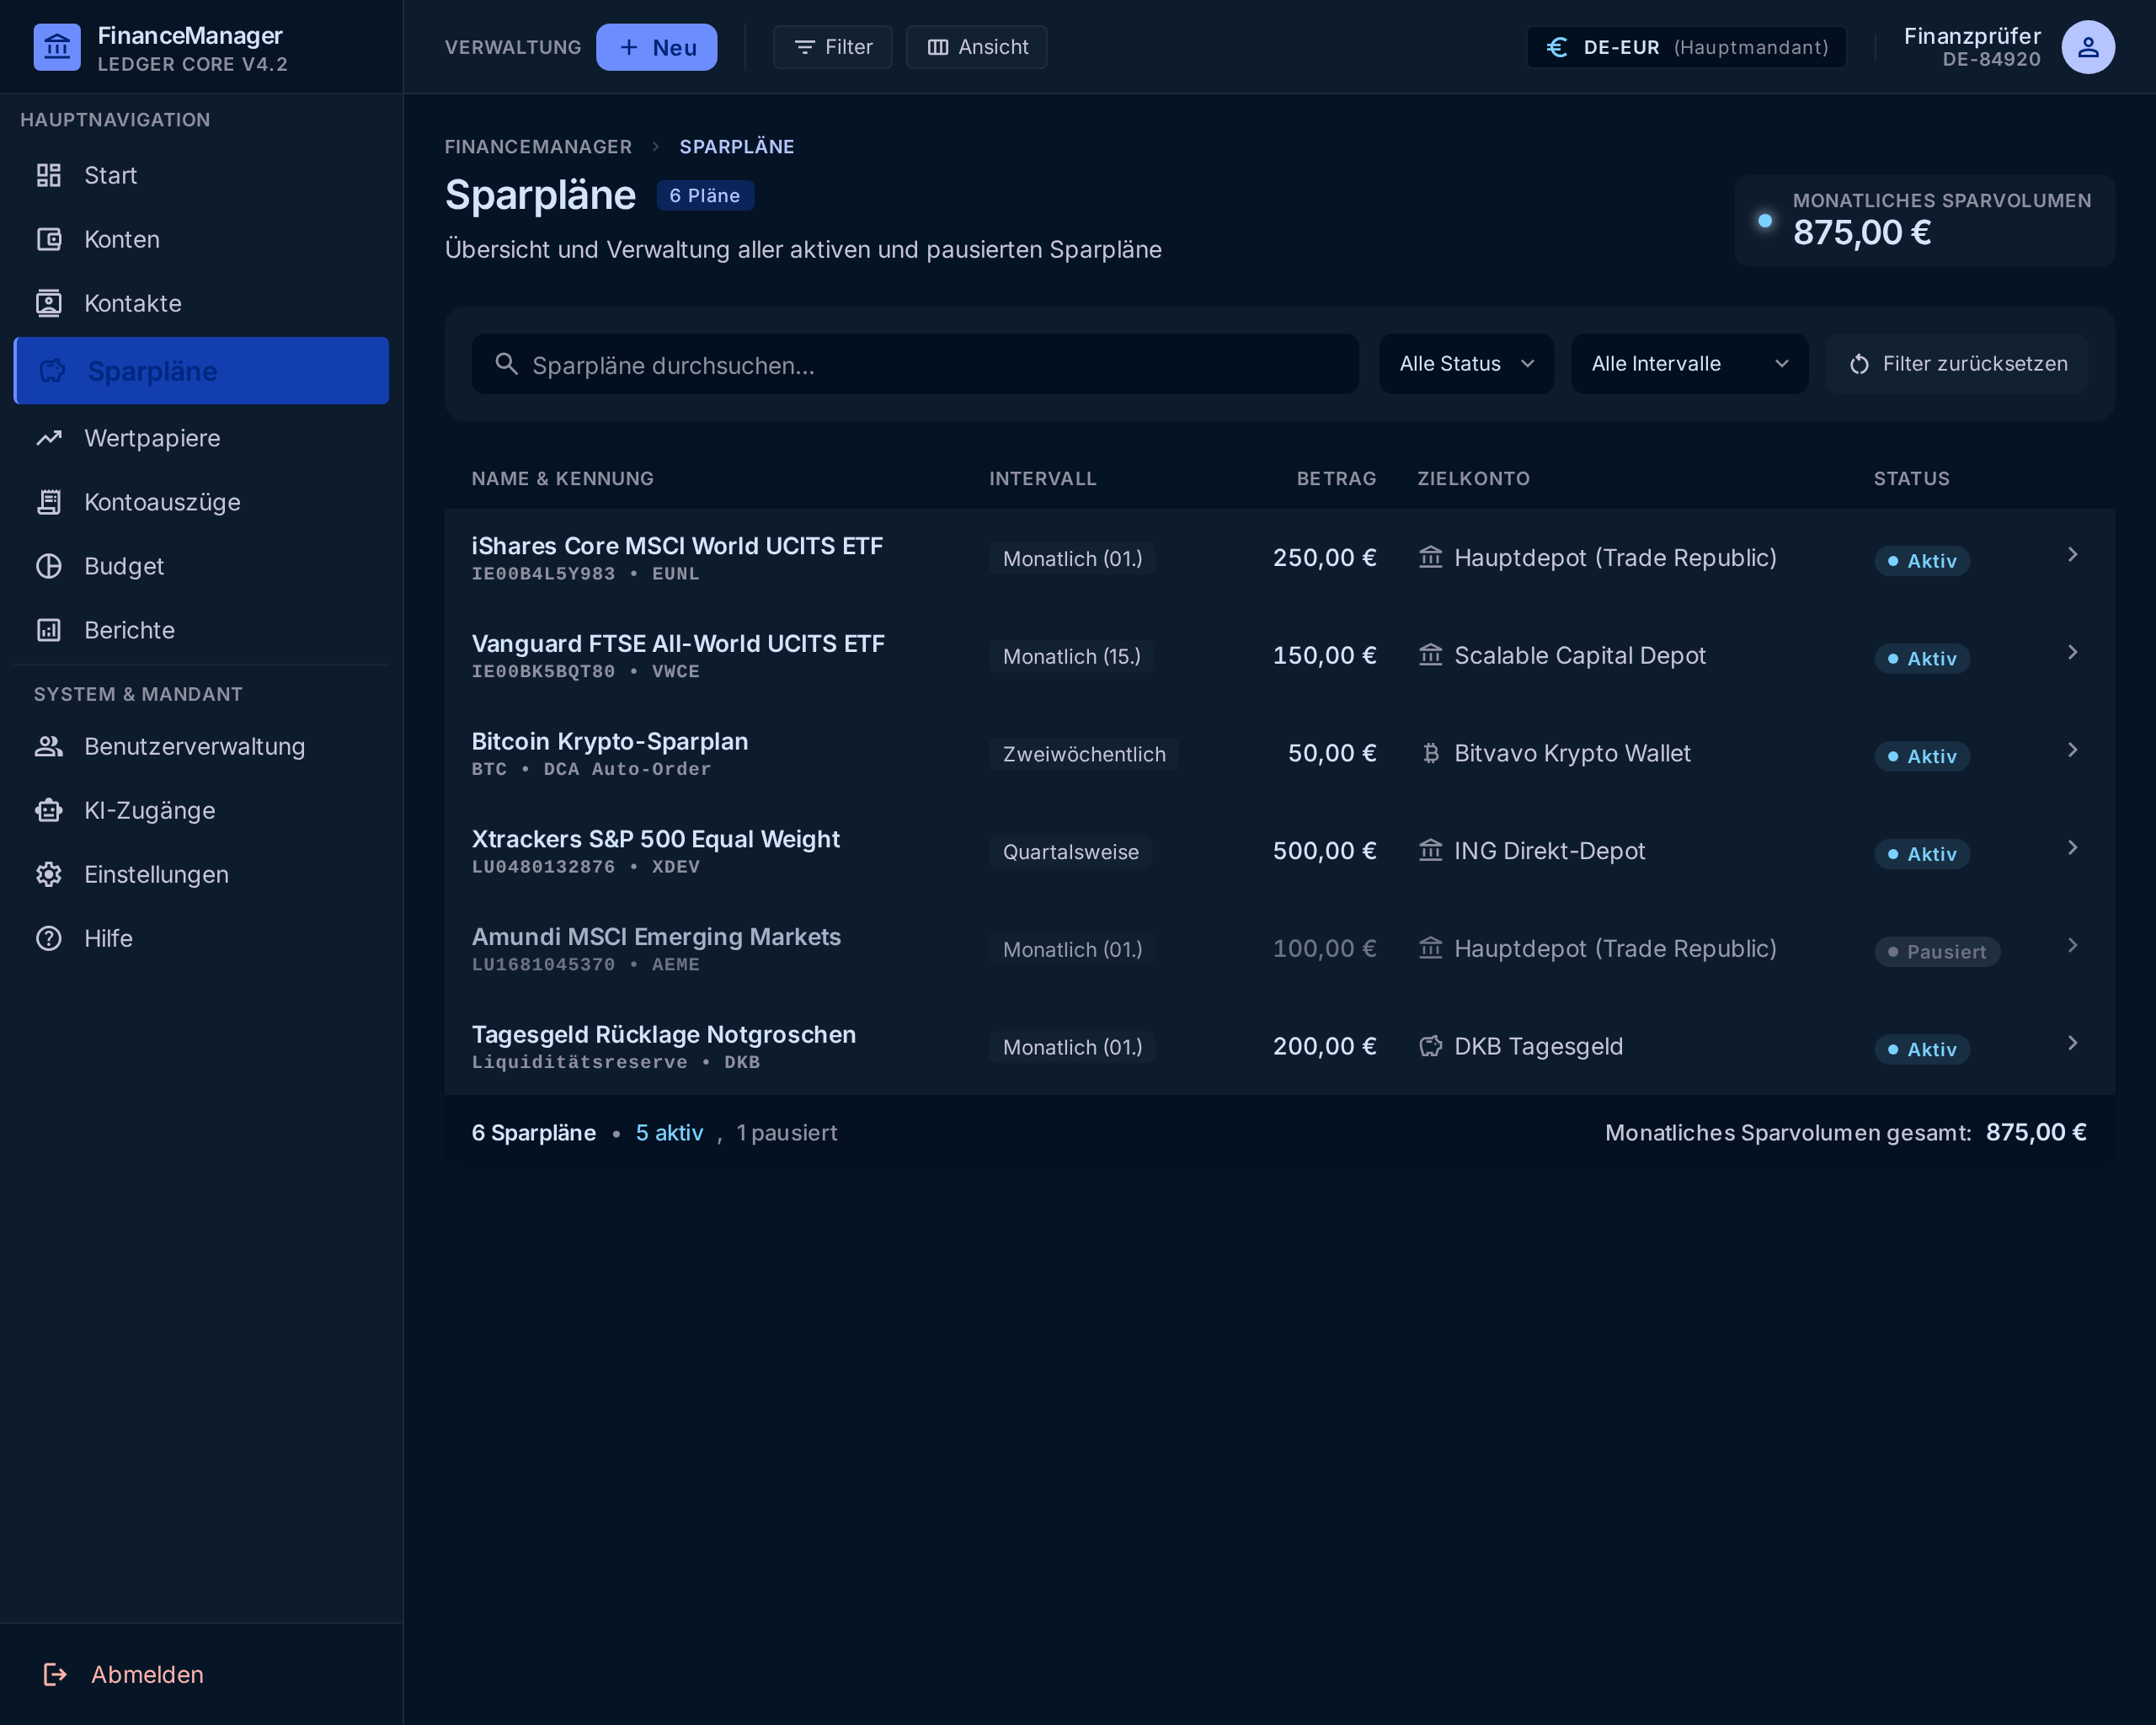 FinanceManager
LEDGER CORE V4.2
VERWALTUNG
Neu
Filter
Ansicht
DE-EUR (Hauptmandant)
Finanzprüfer
DE-84920
HAUPTNAVIGATION
Start
Konten
Kontakte
Sparpläne
Wertpapiere
Kontoauszüge
Budget
Berichte
SYSTEM & MANDANT
Benutzerverwaltung
KI-Zugänge
Einstellungen
Hilfe
Abmelden
FINANCEMANAGER > SPARPLÄNE
Sparpläne
6 Pläne
Übersicht und Verwaltung aller aktiven und pausierten Sparpläne
MONATLICHES SPARVOLUMEN
875,00 €
Sparpläne durchsuchen...
Alle Status
Alle Intervalle
Filter zurücksetzen
NAME & KENNUNG INTERVALL BETRAG ZIELKONTO STATUS
iShares Core MSCI World UCITS ETF
IE00B4L5Y983 • EUNL
Monatlich (01.)
250,00 €
Hauptdepot (Trade Republic)
Aktiv
Vanguard FTSE All-World UCITS ETF
IE00BK5BQT80 • VWCE
Monatlich (15.)
150,00 €
Scalable Capital Depot
Aktiv
Bitcoin Krypto-Sparplan
BTC • DCA Auto-Order
Zweiwöchentlich
50,00 €
Bitvavo Krypto Wallet
Aktiv
Xtrackers S&P 500 Equal Weight
LU0480132876 • XDEV
Quartalsweise
500,00 €
ING Direkt-Depot
Aktiv
Amundi MSCI Emerging Markets
LU1681045370 • AEME
Monatlich (01.)
100,00 €
Hauptdepot (Trade Republic)
Pausiert
Tagesgeld Rücklage Notgroschen
Liquiditätsreserve • DKB
Monatlich (01.)
200,00 €
DKB Tagesgeld
Aktiv
6 Sparpläne • 5 aktiv , 1 pausiert
Monatliches Sparvolumen gesamt: 875,00 €